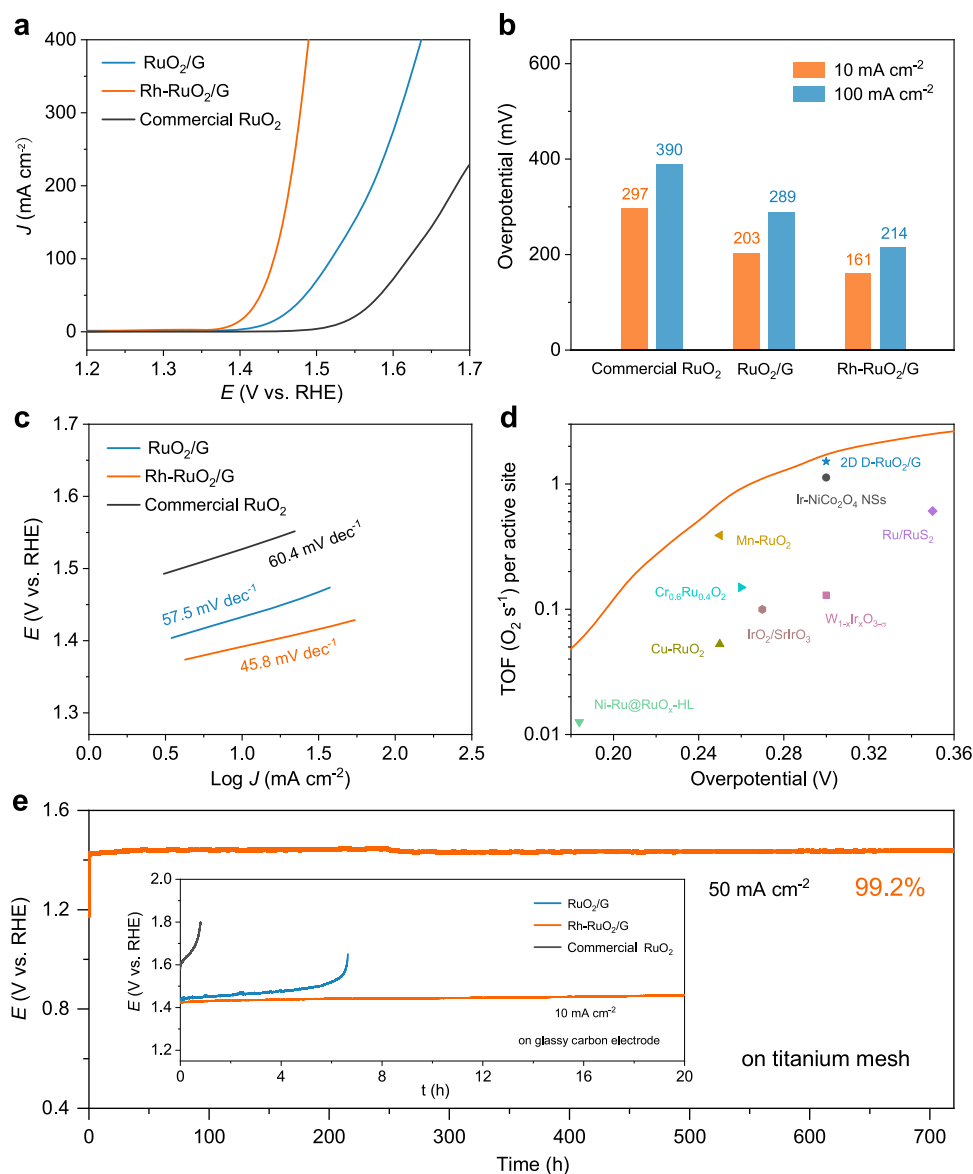 a
400
300
200
100
0
J (mA cm⁻²)
RuO₂/G
Rh-RuO₂/G
Commercial RuO₂
1.2 1.3 1.4 1.5 1.6 1.7
E (V vs. RHE)
b
600
400
200
0
Overpotential (mV)
10 mA cm⁻²
100 mA cm⁻²
297 390
203 289
161 214
Commercial RuO₂ RuO₂/G Rh-RuO₂/G
c
1.7
1.6
1.5
1.4
1.3
E (V vs. RHE)
RuO₂/G
Rh-RuO₂/G
Commercial RuO₂
60.4 mV dec⁻¹
57.5 mV dec⁻¹
45.8 mV dec⁻¹
0.0 0.5 1.0 1.5 2.0 2.5
Log J (mA cm⁻²)
d
1
0.1
0.01
TOF (O₂ s⁻¹) per active site
2D D-RuO₂/G
Ir-NiCo₂O₄ NSs
Ru/RuS₂
Mn-RuO₂
Cr₀.₆Ru₀.₄O₂
W₁₋ₓIrₓO₃₋σ
IrO₂/SrIrO₃
Cu-RuO₂
Ni-Ru@RuOₓ-HL
0.20 0.24 0.28 0.32 0.36
Overpotential (V)
e
1.6
1.2
0.8
0.4
E (V vs. RHE)
50 mA cm⁻² 99.2%
2.0
1.8
1.6
1.4
1.2
E (V vs. RHE)
RuO₂/G
Rh-RuO₂/G
Commercial RuO₂
10 mA cm⁻²
on glassy carbon electrode
0 4 8 12 16 20
t (h)
on titanium mesh
0 100 200 300 400 500 600 700
Time (h)